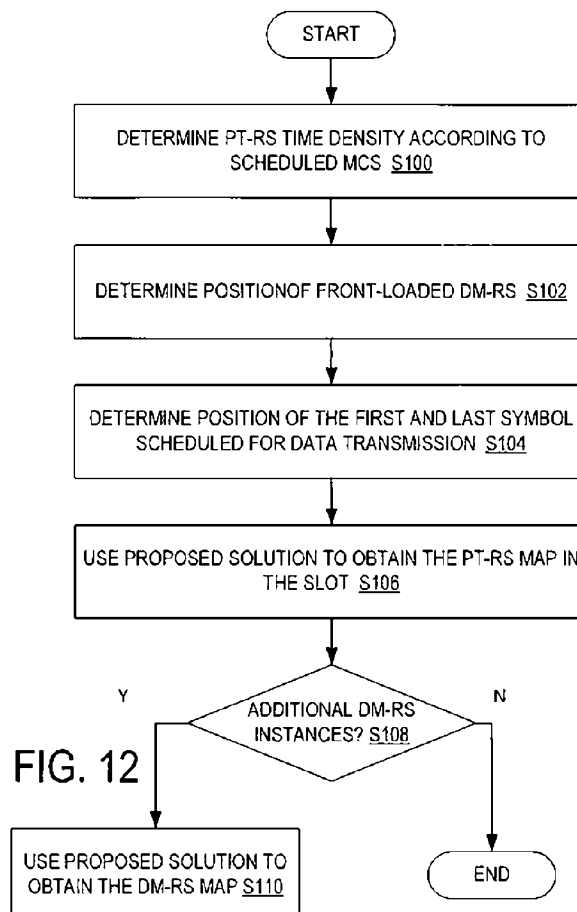 START
DETERMINE PT-RS TIME DENSITY ACCORDING TO
SCHEDULED MCS S100
DETERMINE POSITIONOF FRONT-LOADED DM-RS S102
DETERMINE POSITION OF THE FIRST AND LAST SYMBOL
SCHEDULED FOR DATA TRANSMISSION S104
USE PROPOSED SOLUTION TO OBTAIN THE PT-RS MAP IN
THE SLOT S106
Y
N
ADDITIONAL DM-RS
INSTANCES? S108
FIG. 12
USE PROPOSED SOLUTION TO
OBTAIN THE DM-RS MAP S110
END